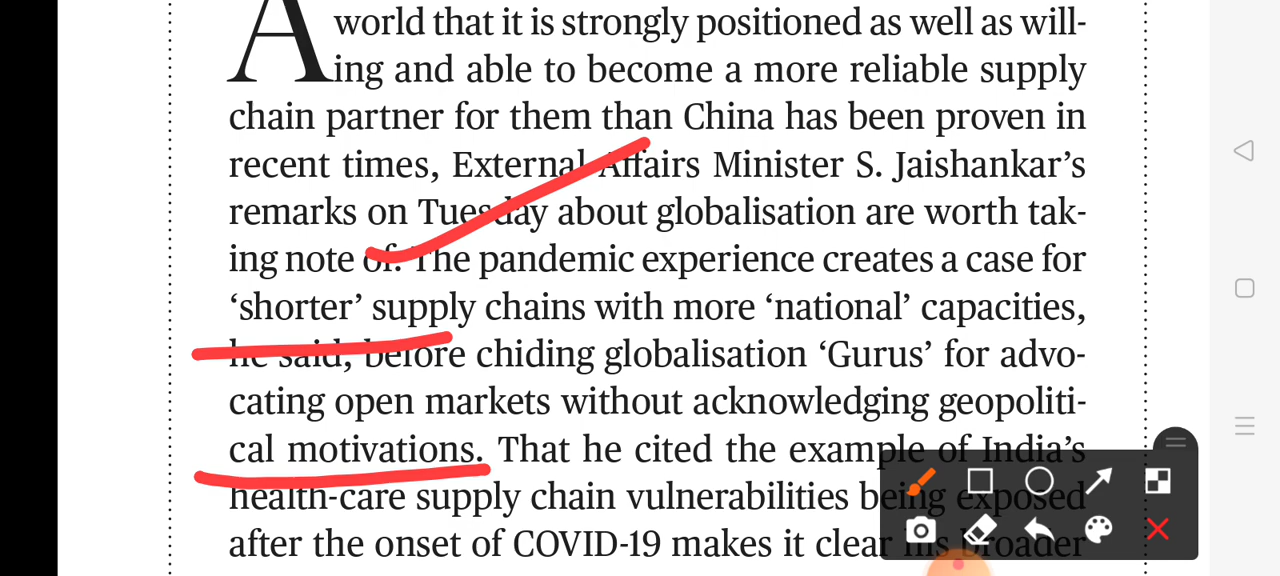 A world that it is strongly positioned as well as will-
ing and able to become a more reliable supply
chain partner for them than China has been proven in
recent times, External Affairs Minister S. Jaishankar’s
remarks on Tuesday about globalisation are worth tak-
ing note of. The pandemic experience creates a case for
‘shorter’ supply chains with more ‘national’ capacities,
he said, before chiding globalisation ‘Gurus’ for advo-
cating open markets without acknowledging geopoliti-
cal motivations. That he cited the example of India’s
health-care supply chain vulnerabilities being exposed
after the onset of COVID-19 makes it clear his broader